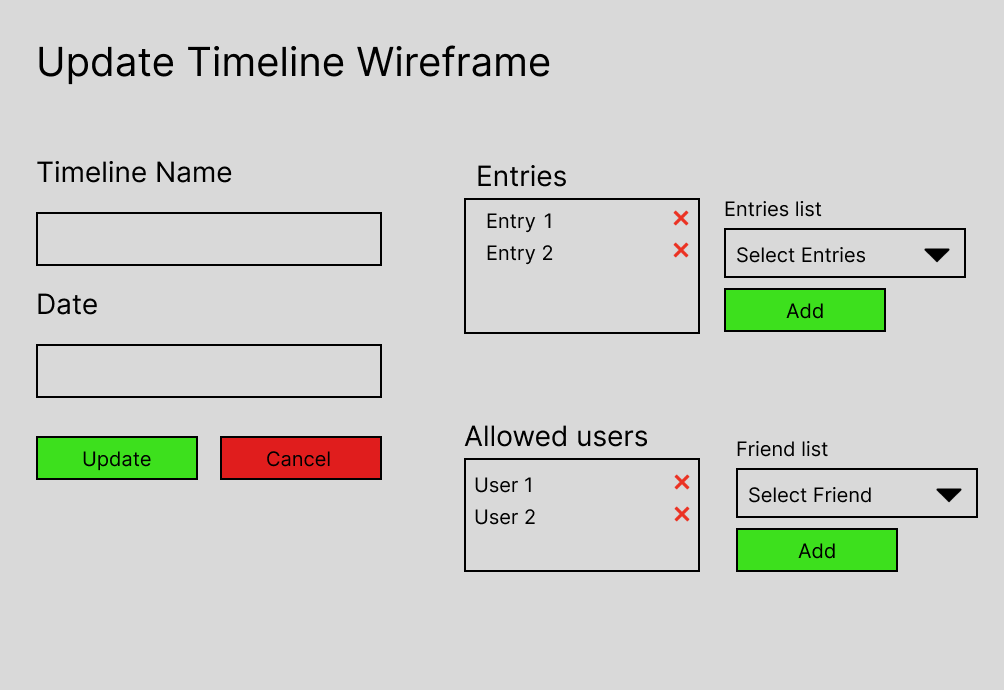 Update Timeline Wireframe
Timeline Name
Date
Update
Cancel
Entries
Entry 1
Entry 2
Entries list
Select Entries
Add
Allowed users
User 1
User 2
Friend list
Select Friend
Add